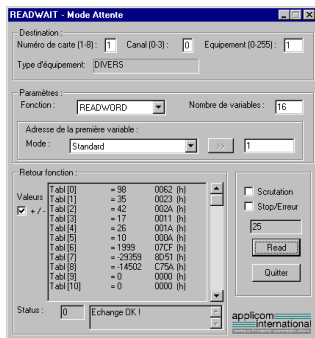 READWAIT - Mode Attente
Destination :
Numéro de carte (1-8) : 1 Canal (0-3) : 0 Equipement (0-255) : 1
Type d'équipement: DIVERS
Paramètres :
Fonction : READWORD Nombre de variables : 16
Adresse de la première variable :
Mode : Standard >> 1
Retour fonction :
Valeurs
+ / -
Tabl [0] = 98 0062 (h)
Tabl [1] = 35 0023 (h)
Tabl [2] = 42 002A (h)
Tabl [3] = 17 0011 (h)
Tabl [4] = 26 001A (h)
Tabl [5] = 10 000A (h)
Tabl [6] = 1999 07CF (h)
Tabl [7] = -29359 8D51 (h)
Tabl [8] = -14502 C75A (h)
Tabl [9] = 0 0000 (h)
Tabl [10] = 0 0000 (h)
Status : 0 Echange OK !
Scrutation
Stop/Erreur
25
Read
Quitter
applicom
international